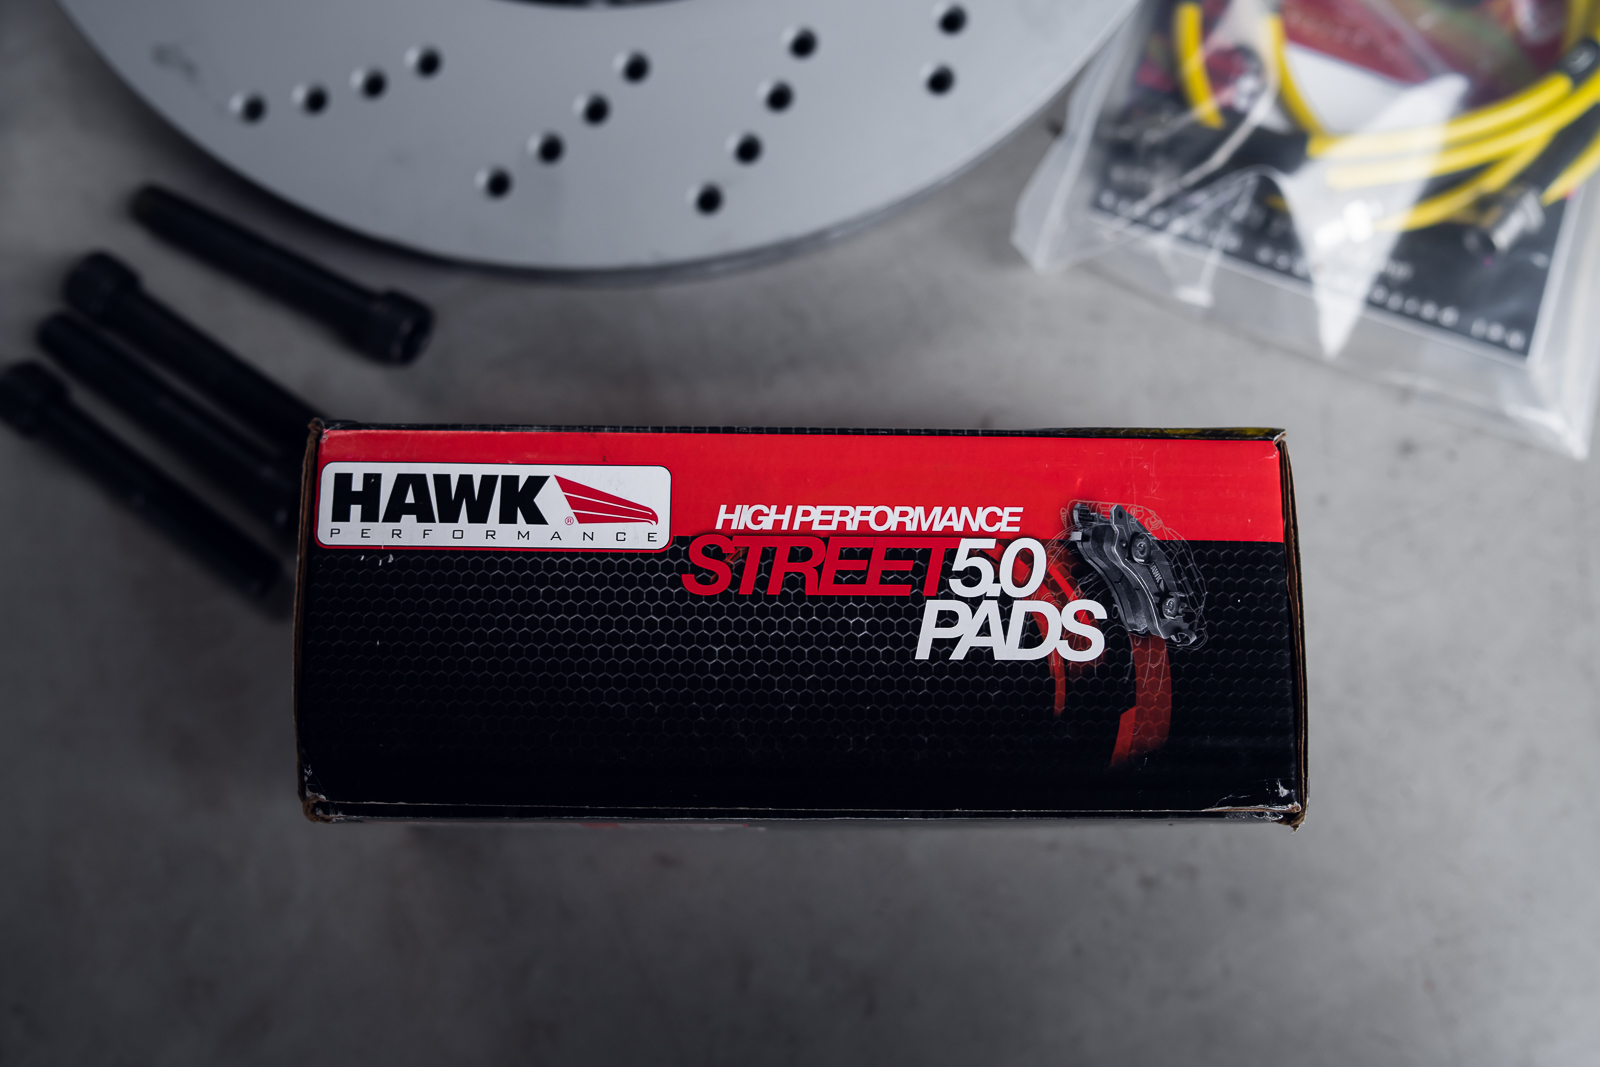 HAWK®
PERFORMANCE
HIGH PERFORMANCE
STREET 5.0
PADS